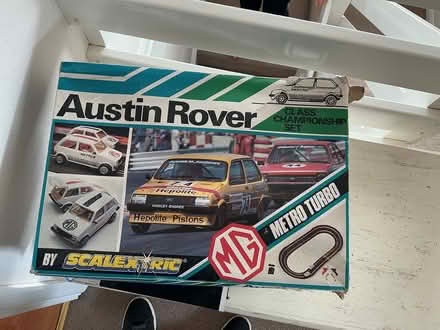 Austin Rover
CLASS
CHAMPIONSHIP
SET
Hepolite
Hepolite Pistons
MG
METRO TURBO
BY SCALEXTRIC